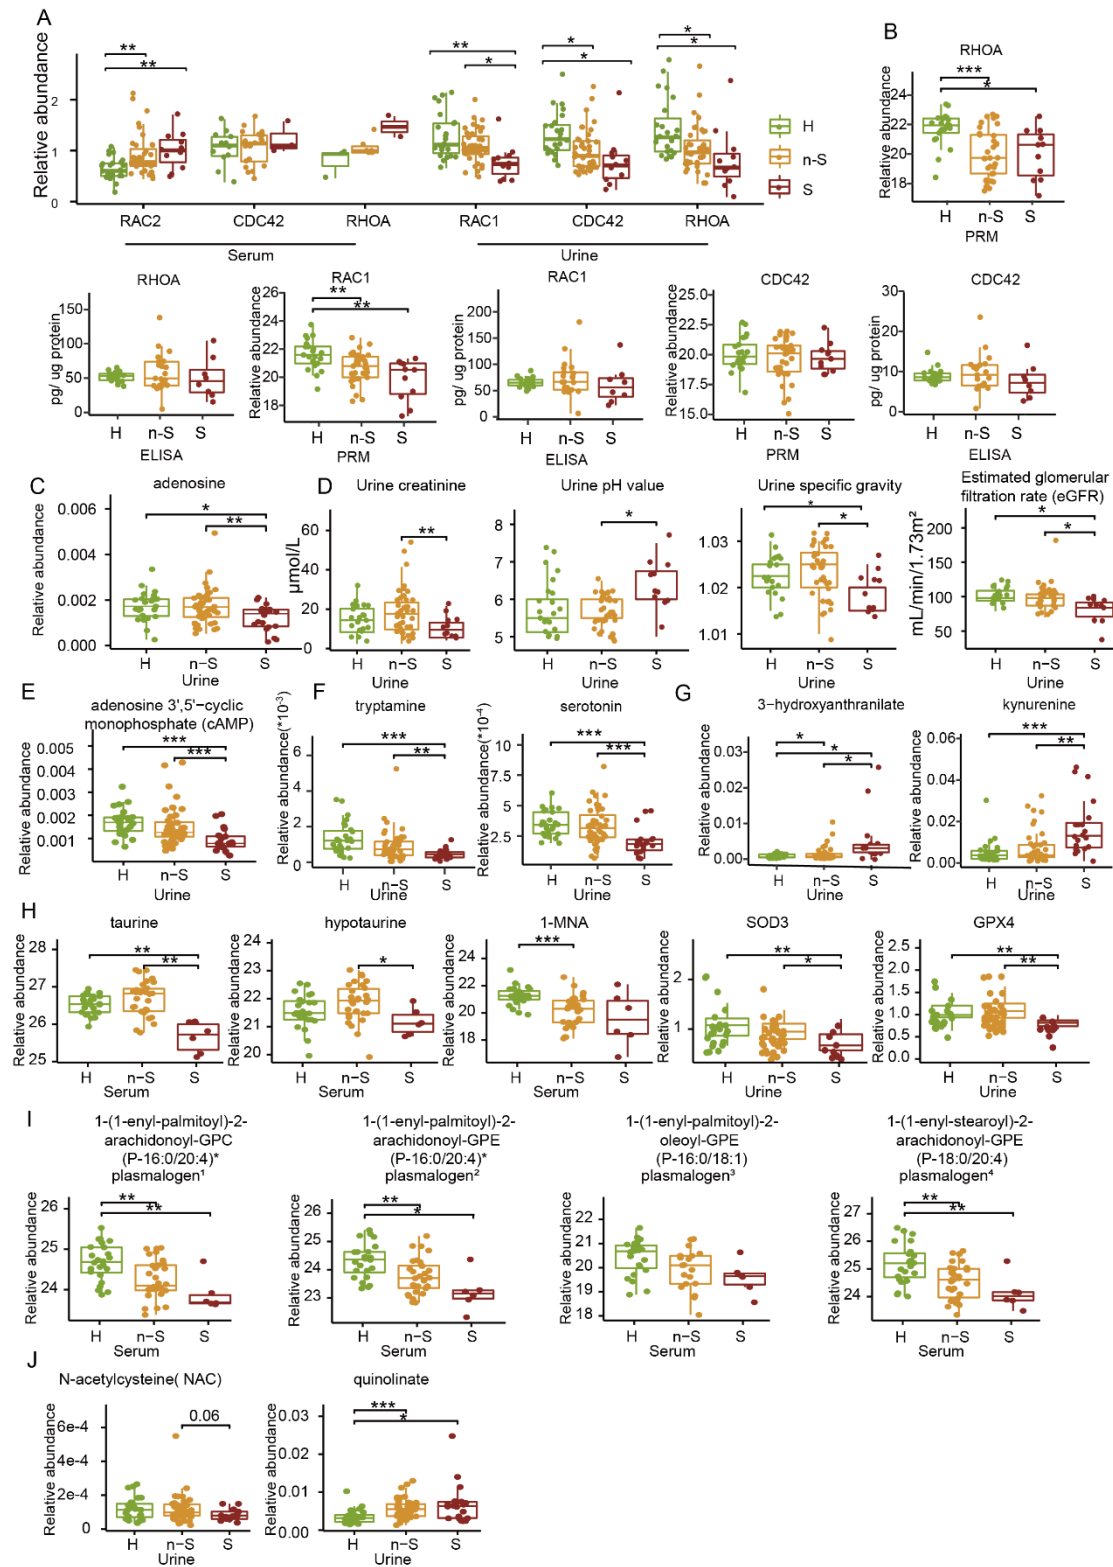 A
Relative abundance
2
1
0
** 
**
**
*
*
*
*
*
RAC2
CDC42
RHOA
RAC1
CDC42
RHOA
Serum
Urine
H
n-S
S
B
RHOA
***
*
Relative abundance
22
20
18
H n-S S
PRM
RHOA
pg/ ug protein
150
100
50
0
H n-S S
ELISA
RAC1
**
**
Relative abundance
26
24
22
20
18
H n-S S
PRM
RAC1
pg/ ug protein
200
150
100
50
0
H n-S S
ELISA
CDC42
Relative abundance
25.0
22.5
20.0
17.5
15.0
H n-S S
PRM
CDC42
pg/ ug protein
30
20
10
0
H n-S S
ELISA
C
adenosine
*
**
Relative abundance
0.006
0.004
0.002
0.000
H n-S S
Urine
D
Urine creatinine
**
μmol/L
60
40
20
0
H n-S S
Urine
Urine pH value
*
8
7
6
5
H n-S S
Urine
Urine specific gravity
*
*
1.03
1.02
1.01
H n-S S
Urine
Estimated glomerular
filtration rate (eGFR)
*
*
mL/min/1.73m²
200
150
100
50
H n-S S
Urine
E
adenosine 3',5'−cyclic
monophosphate (cAMP)
***
***
Relative abundance
0.005
0.004
0.003
0.002
0.001
H n-S S
Urine
F
tryptamine
***
**
Relative abundance(*10⁻³)
6
4
2
0
H n-S S
Urine
serotonin
***
***
Relative abundance(*10⁻⁴)
10.0
7.5
5.0
2.5
H n-S S
Urine
G
3−hydroxyanthranilate
*
*
*
Relative abundance
0.03
0.02
0.01
0.00
H n-S S
Urine
kynurenine
***
**
Relative abundance
0.06
0.04
0.02
0.00
H n-S S
Urine
H
taurine
**
**
Relative abundance
28
27
26
25
H n-S S
Serum
hypotaurine
*
Relative abundance
24
23
22
21
20
H n-S S
Serum
1-MNA
***
Relative abundance
24
22
20
18
H n-S S
Serum
SOD3
**
*
Relative abundance
2
1
H n-S S
Urine
GPX4
**
**
Relative abundance
2.5
2.0
1.5
1.0
0.5
0.0
H n-S S
Urine
I
1-(1-enyl-palmitoyl)-2-
arachidonoyl-GPC
(P-16:0/20:4)*
plasmalogen¹
**
**
Relative abundance
26
25
24
H n−S S
Serum
1-(1-enyl-palmitoyl)-2-
arachidonoyl-GPE
(P-16:0/20:4)*
plasmalogen²
**
*
Relative abundance
26
25
24
23
H n−S S
Serum
1-(1-enyl-palmitoyl)-2-
oleoyl-GPE
(P-16:0/18:1)
plasmalogen³
Relative abundance
22
21
20
19
18
H n−S S
Serum
1-(1-enyl-stearoyl)-2-
arachidonoyl-GPE
(P-18:0/20:4)
plasmalogen⁴
**
**
Relative abundance
27
26
25
24
H n−S S
Serum
J
N-acetylcysteine( NAC)
0.06
Relative abundance
6e-4
4e-4
2e-4
0
H n-S S
Urine
quinolinate
***
*
Relative abundance
0.03
0.02
0.01
0.00
H n-S S
Urine